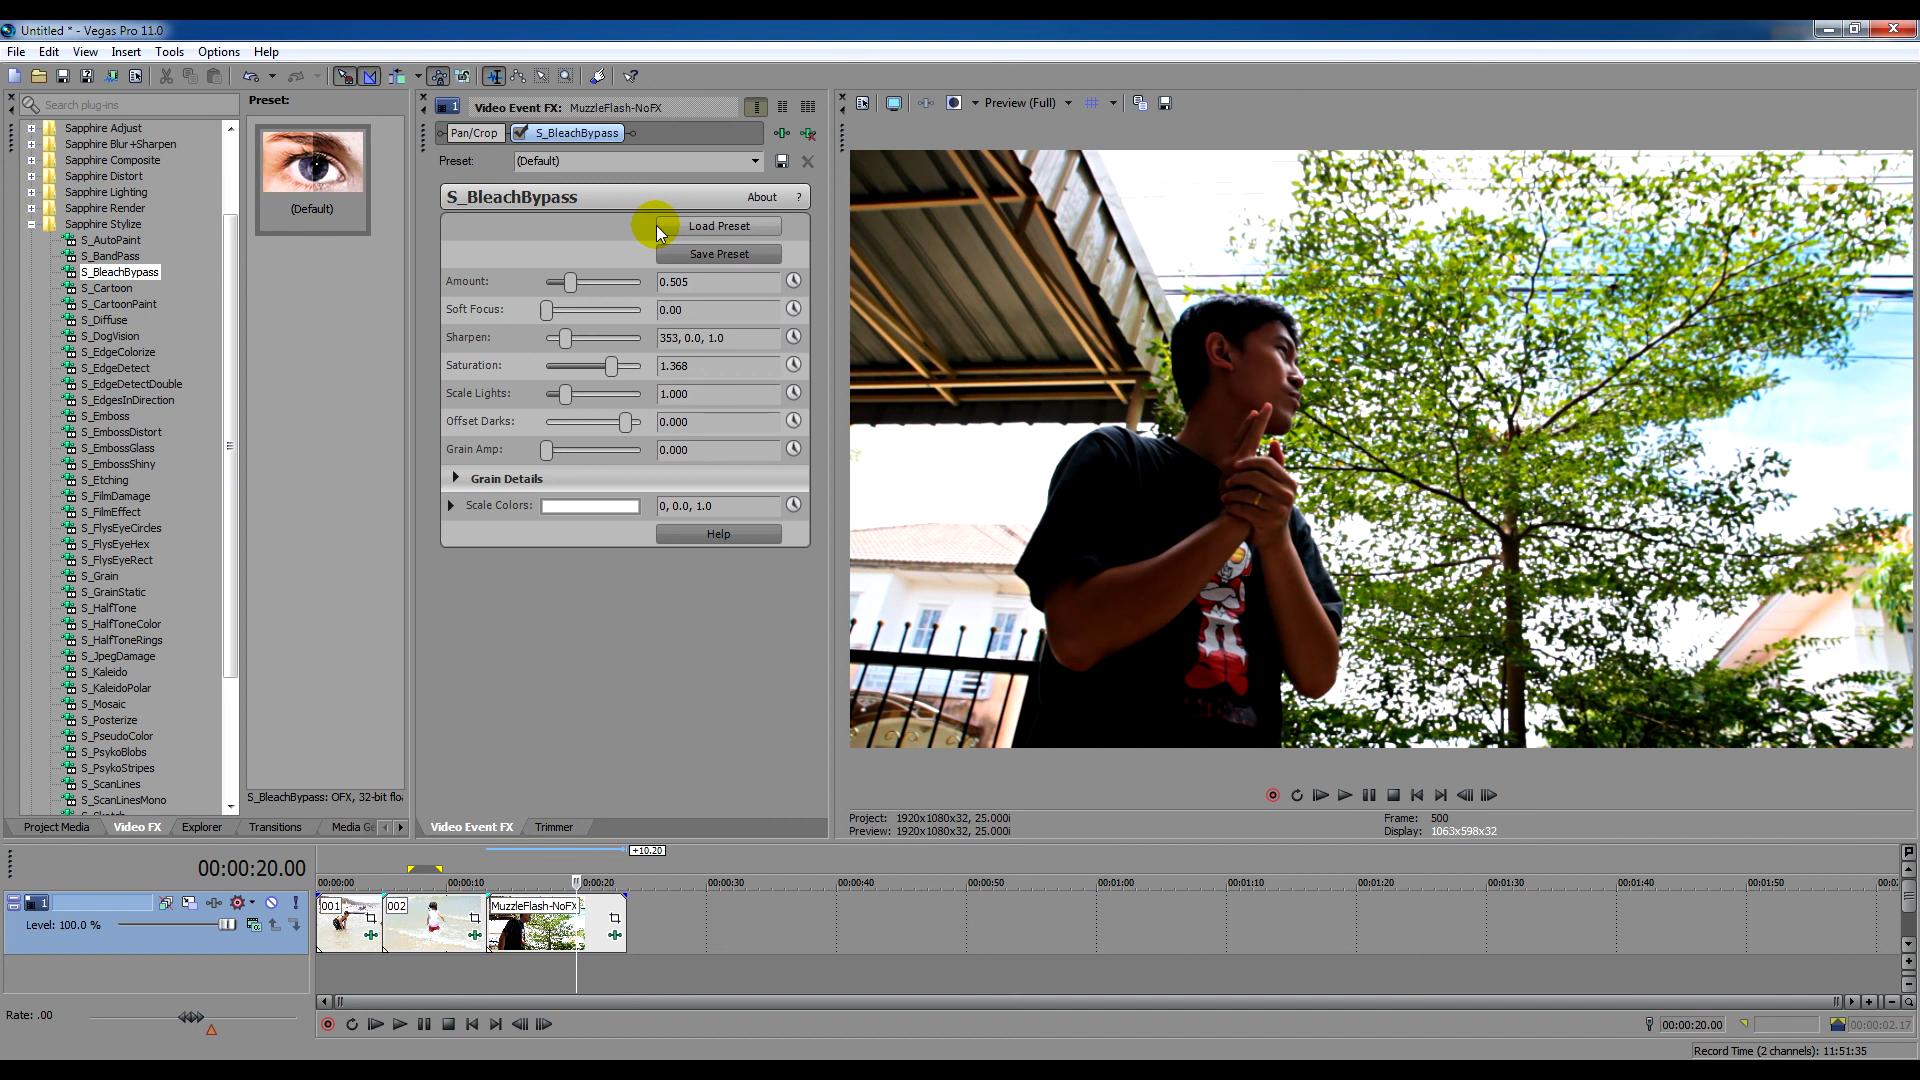 Untitled * - Vegas Pro 11.0
File Edit View Insert Tools Options Help
Search plug-ins
Sapphire Adjust
Sapphire Blur+Sharpen
Sapphire Composite
Sapphire Distort
Sapphire Lighting
Sapphire Render
Sapphire Stylize
S_AutoPaint
S_BandPass
S_BleachBypass
S_Cartoon
S_CartoonPaint
S_Diffuse
S_DogVision
S_EdgeColorize
S_EdgeDetect
S_EdgeDetectDouble
S_EdgesInDirection
S_Emboss
S_EmbossDistort
S_EmbossGlass
S_EmbossShiny
S_Etching
S_FilmDamage
S_FilmEffect
S_FlysEyeCircles
S_FlysEyeHex
S_FlysEyeRect
S_Grain
S_GrainStatic
S_HalfTone
S_HalfToneColor
S_HalfToneRings
S_JpegDamage
S_Kaleido
S_KaleidoPolar
S_Mosaic
S_Posterize
S_PseudoColor
S_PsykoBlobs
S_PsykoStripes
S_ScanLines
S_ScanLinesMono
Preset:
(Default)
S_BleachBypass: OFX, 32-bit floa
Project Media Video FX Explorer Transitions Media Ge
1 Video Event FX: MuzzleFlash-NoFX
Pan/Crop S_BleachBypass
Preset: (Default)
S_BleachBypass About ?
Load Preset
Save Preset
Amount: 0.505
Soft Focus: 0.00
Sharpen: 353, 0.0, 1.0
Saturation: 1.368
Scale Lights: 1.000
Offset Darks: 0.000
Grain Amp: 0.000
Grain Details
Scale Colors: 0, 0.0, 1.0
Help
Video Event FX Trimmer
Preview (Full)
Project: 1920x1080x32, 25.000i
Preview: 1920x1080x32, 25.000i
Frame: 500
Display: 1063x598x32
00:00:20.00
+10.20
00:00:00 00:00:10 00:00:20 00:00:30 00:00:40 00:00:50 00:01:00 00:01:10 00:01:20 00:01:30 00:01:40 00:01:50 00:02:
1
Level: 100.0 %
001 002 MuzzleFlash-NoFX
Rate: .00
00:00:20.00 00:00:02.17
Record Time (2 channels): 11:51:35